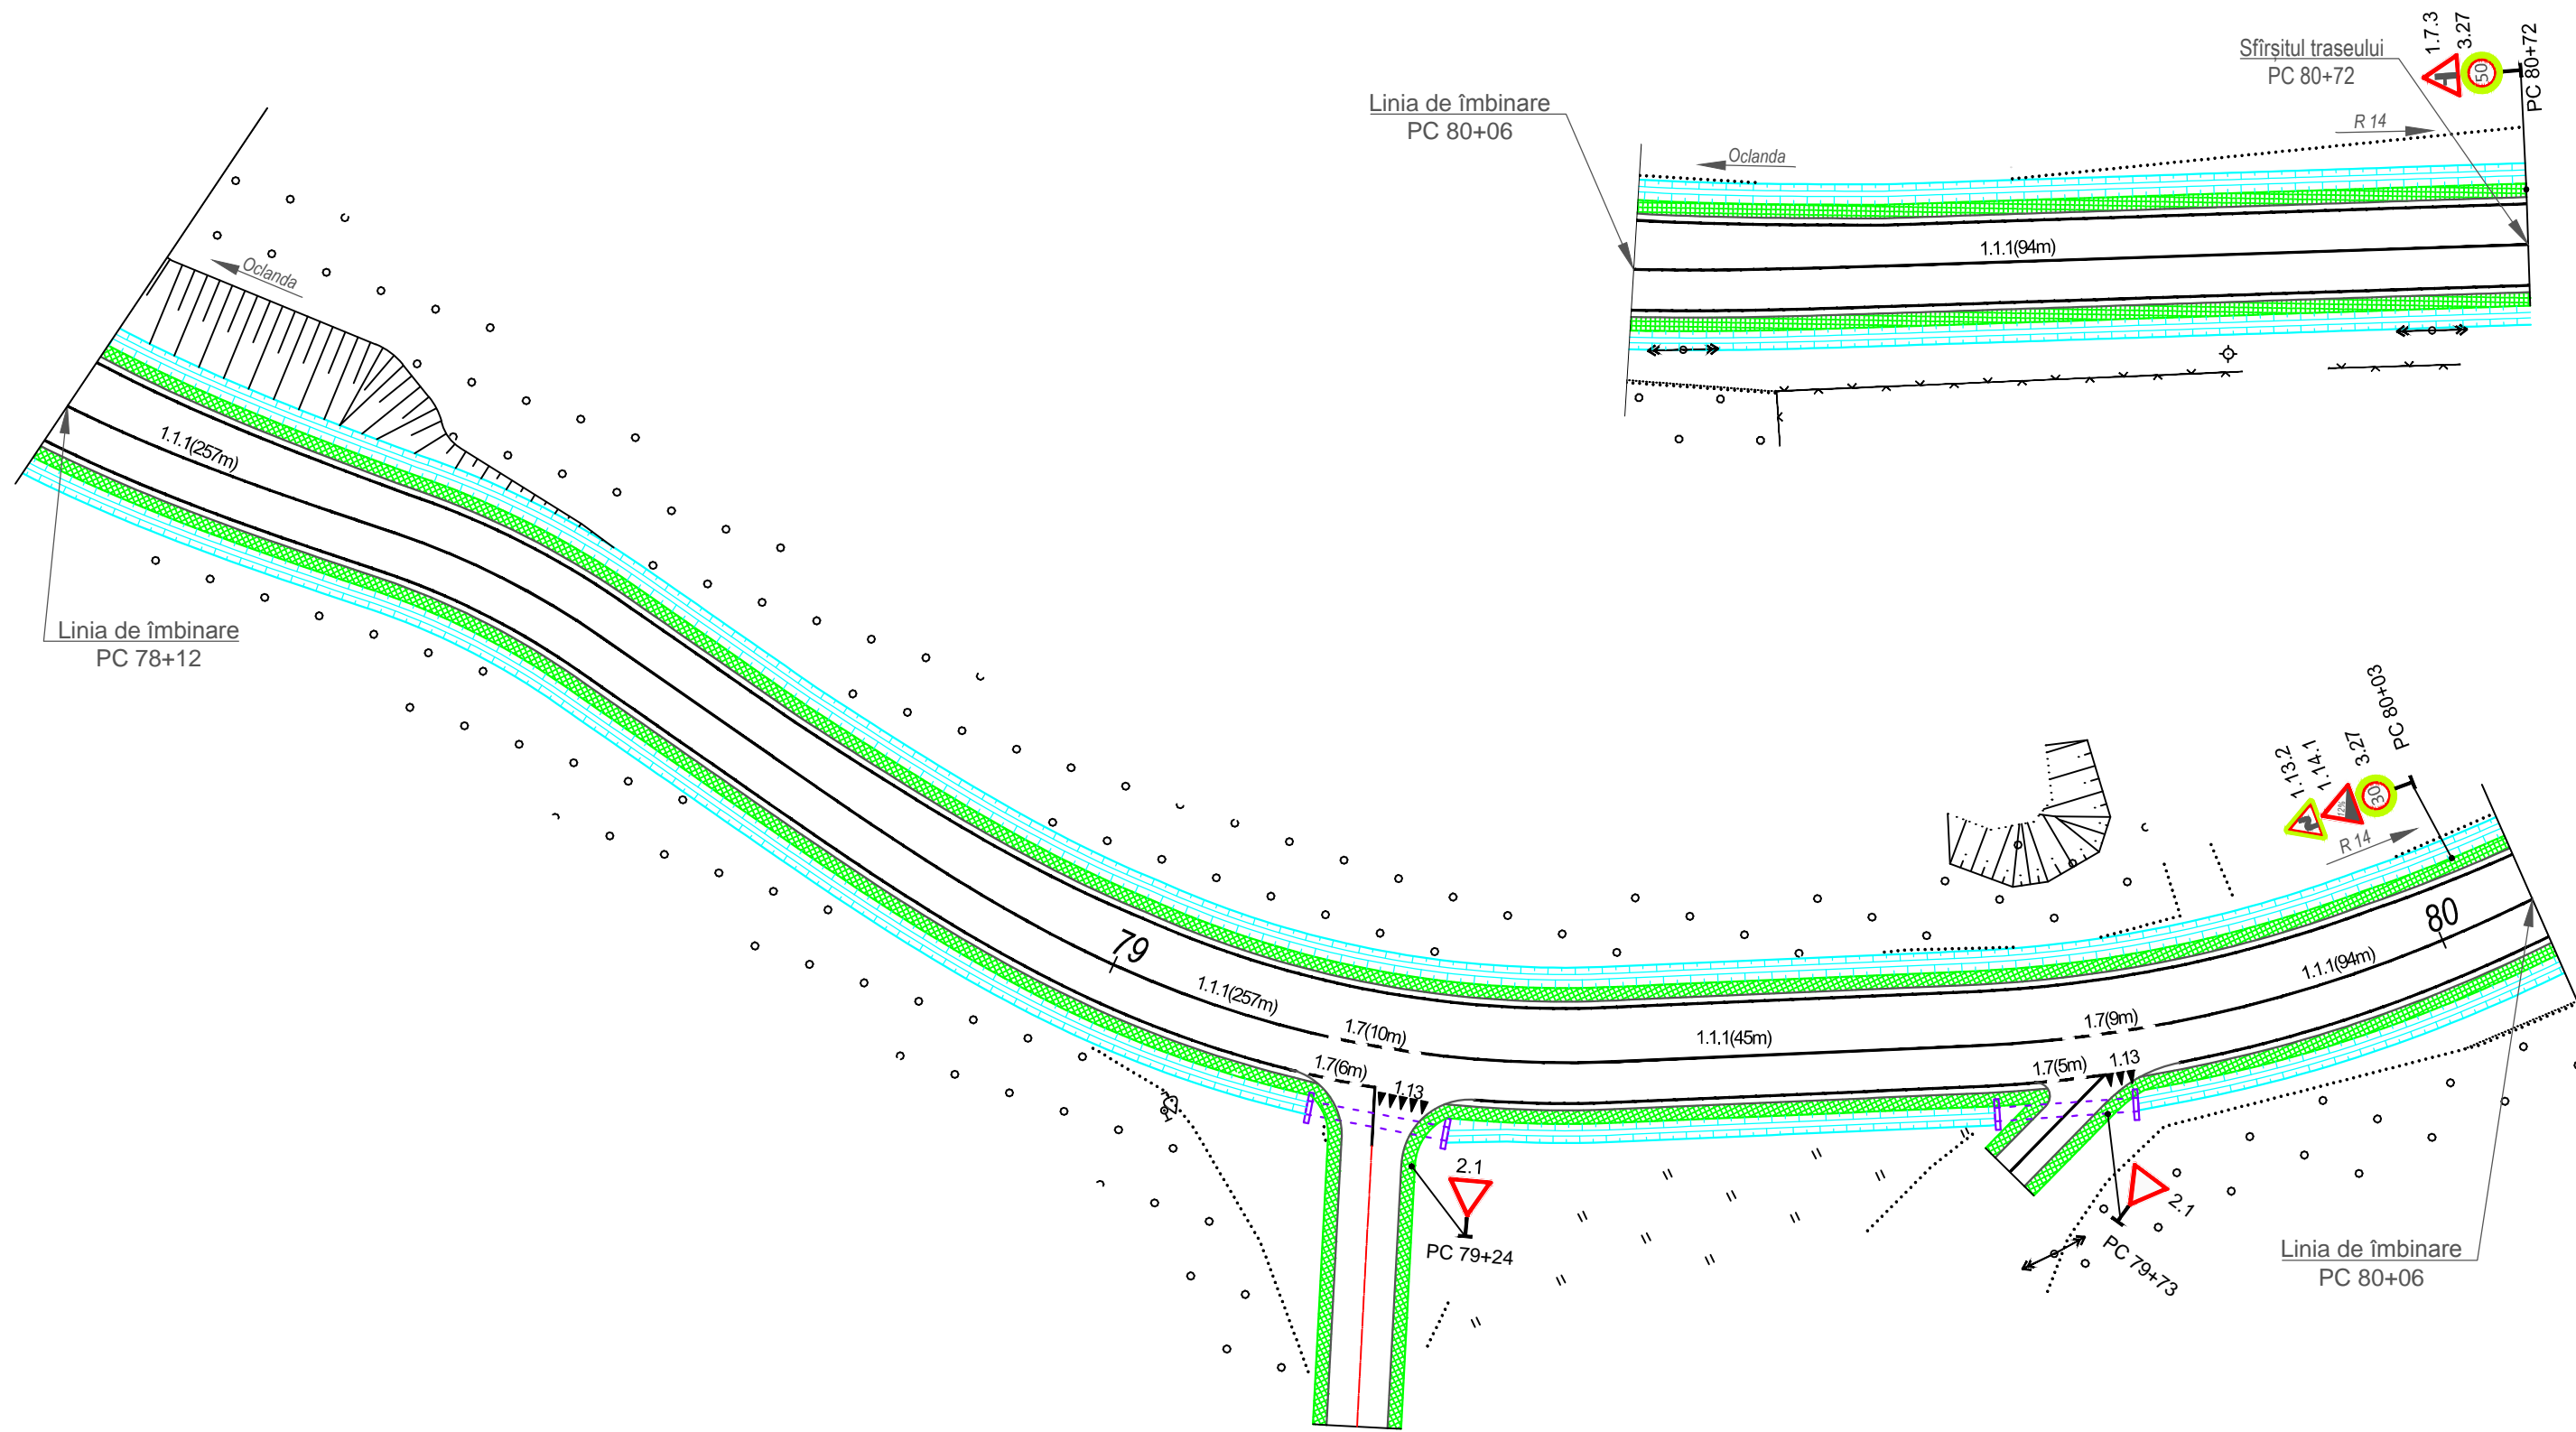 1.7.3
3.27
50
PC 80+72
Sfîrșitul traseului
PC 80+72
Linia de îmbinare
PC 80+06
R 14
Oclanda
1.1.1(94m)
Oclanda
1.1.1(257m)
Linia de îmbinare
PC 78+12
PC 80+03
3.27
1.14.1
1.13.2
30
12%
R 14
79
80
1.1.1(257m)
1.7(10m)
1.7(6m)
1.13
1.1.1(45m)
1.7(9m)
1.7(5m)
1.13
1.1.1(94m)
2.1
PC 79+24
2.1
PC 79+73
Linia de îmbinare
PC 80+06